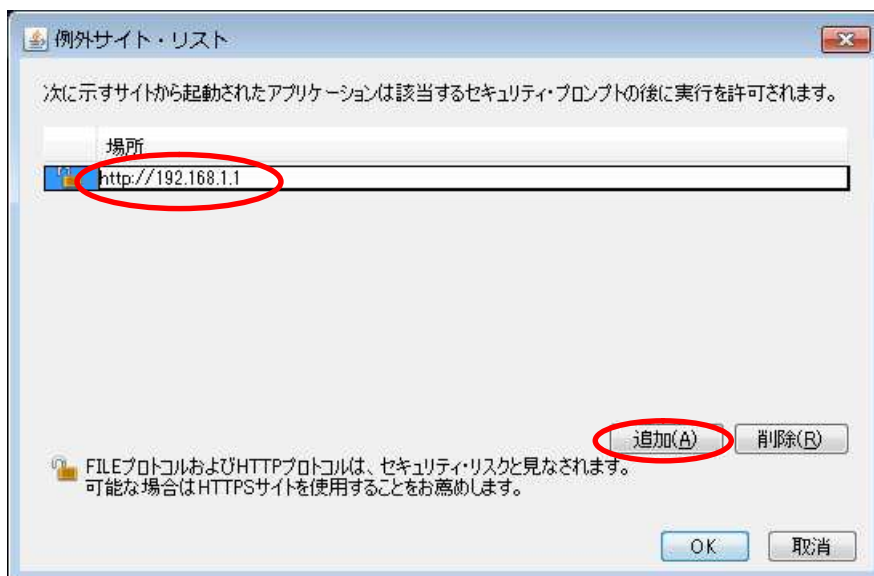 例外サイト・リスト
次に示すサイトから起動されたアプリケーションは該当するセキュリティ・プロンプトの後に実行を許可されます。
場所
http://192.168.1.1
追加(A) 削除(R)
FILEプロトコルおよびHTTPプロトコルは、セキュリティ・リスクと見なされます。
可能な場合はHTTPSサイトを使用することをお薦めします。
OK 取消